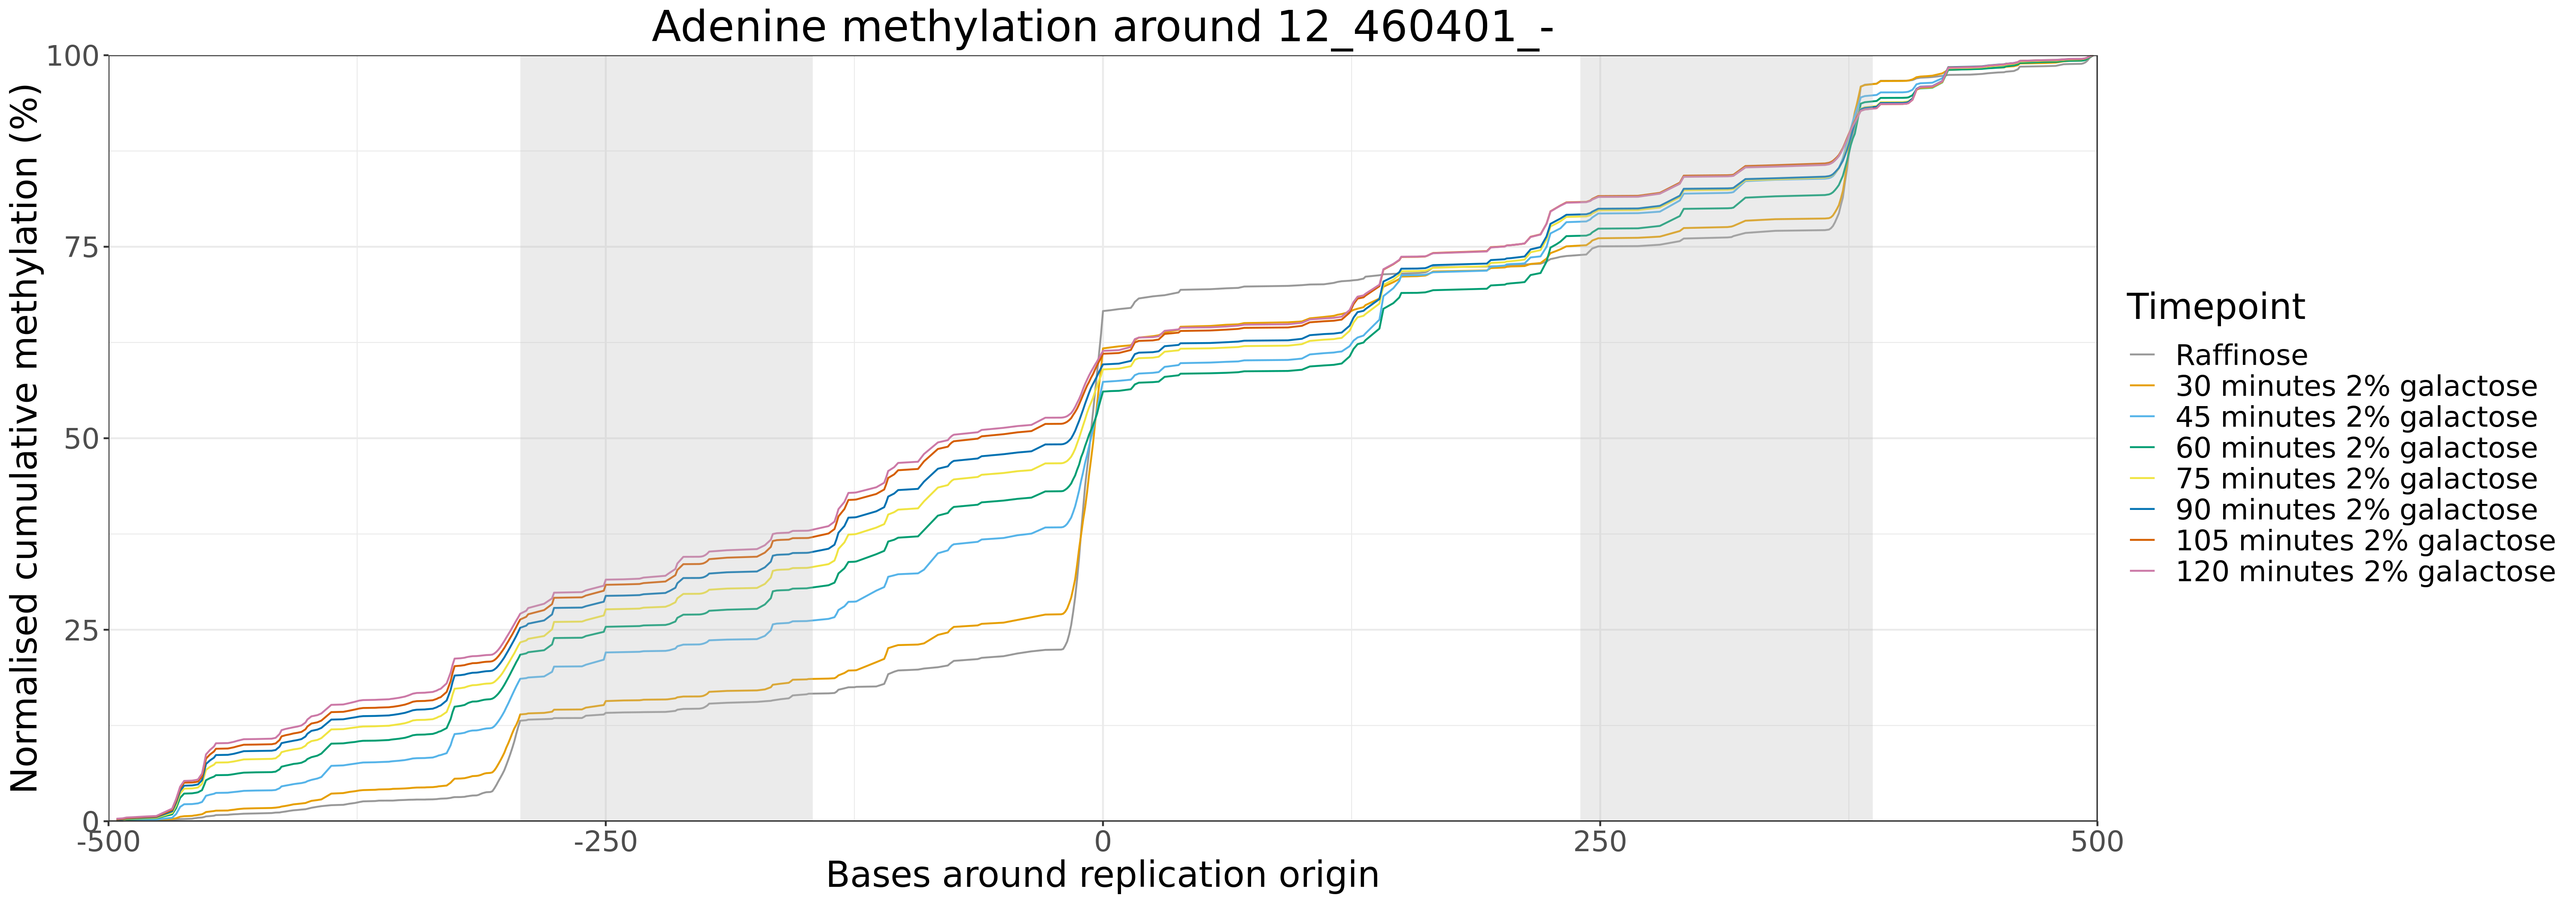 Adenine methylation around 12_460401_-
Normalised cumulative methylation (%)
100
75
50
25
0
-500
-250
0
250
500
Bases around replication origin
Timepoint
Raffinose
30 minutes 2% galactose
45 minutes 2% galactose
60 minutes 2% galactose
75 minutes 2% galactose
90 minutes 2% galactose
105 minutes 2% galactose
120 minutes 2% galactose